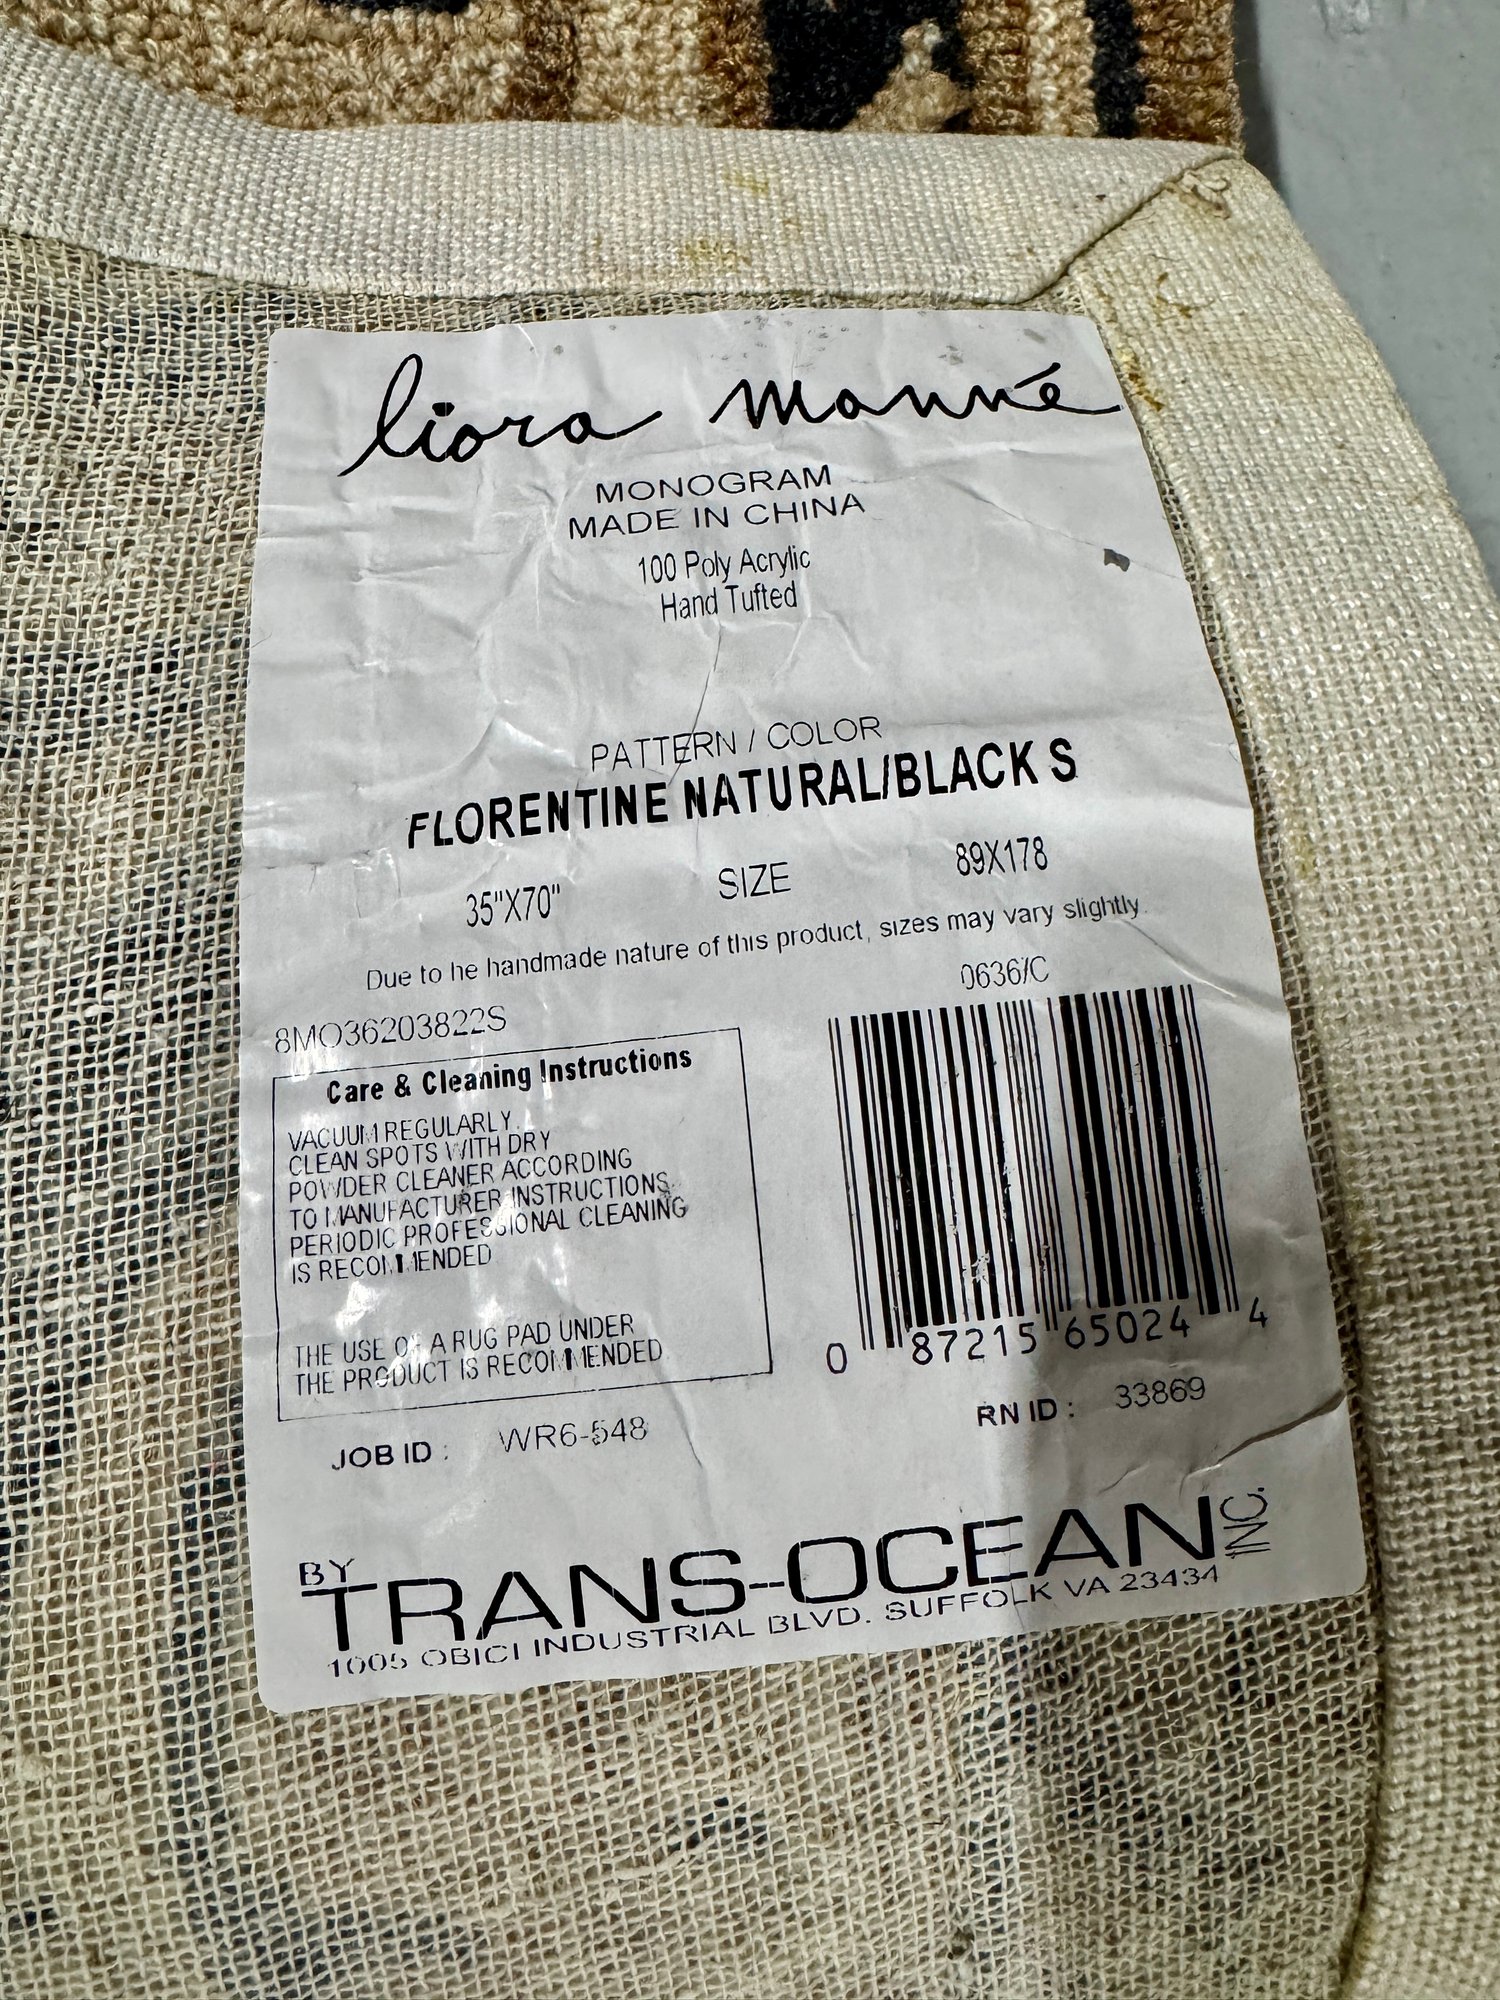 liora manné
MONOGRAM
MADE IN CHINA
100 Poly Acrylic
Hand Tufted
PATTERN / COLOR
FLORENTINE NATURAL/BLACK S
35"X70" SIZE 89X178
Due to he handmade nature of this product, sizes may vary slightly.
0636/C
8MO36203822S
Care & Cleaning Instructions
VACUUM REGULARLY.
CLEAN SPOTS WITH DRY
POWDER CLEANER ACCORDING
TO MANUFACTURER INSTRUCTIONS.
PERIODIC PROFESSIONAL CLEANING
IS RECOMMENDED
THE USE OF A RUG PAD UNDER
THE PRODUCT IS RECOMMENDED
0 87215 65024 4
JOB ID : WR6-548
RN ID : 33869
BY
TRANS-OCEAN INC.
1005 OBICI INDUSTRIAL BLVD. SUFFOLK VA 23434